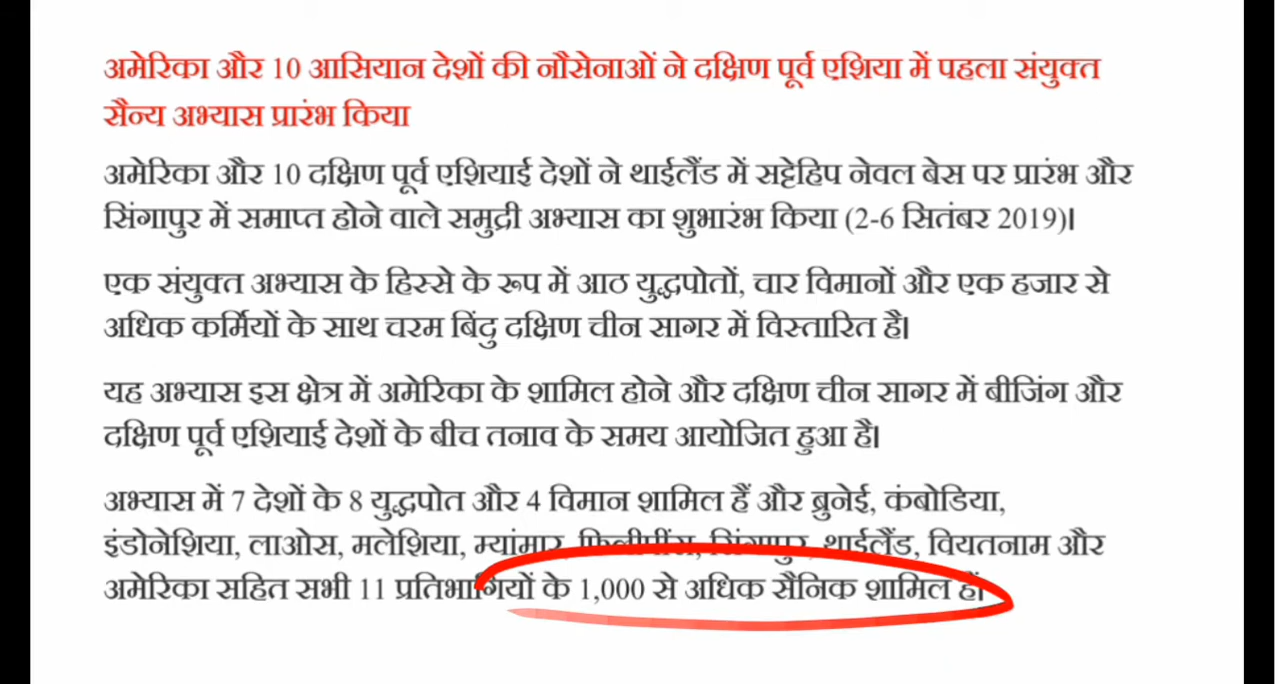 अमेरिका और 10 आसियान देशों की नौसेनाओं ने दक्षिण पूर्व एशिया में पहला संयुक्त
सैन्य अभ्यास प्रारंभ किया
अमेरिका और 10 दक्षिण पूर्व एशियाई देशों ने थाईलैंड में सट्टेहिप नेवल बेस पर प्रारंभ और
सिंगापुर में समाप्त होने वाले समुद्री अभ्यास का शुभारंभ किया (2-6 सितंबर 2019)।
एक संयुक्त अभ्यास के हिस्से के रूप में आठ युद्धपोतों, चार विमानों और एक हजार से
अधिक कर्मियों के साथ चरम बिंदु दक्षिण चीन सागर में विस्तारित है।
यह अभ्यास इस क्षेत्र में अमेरिका के शामिल होने और दक्षिण चीन सागर में बीजिंग और
दक्षिण पूर्व एशियाई देशों के बीच तनाव के समय आयोजित हुआ है।
अभ्यास में 7 देशों के 8 युद्धपोत और 4 विमान शामिल हैं और ब्रुनेई, कंबोडिया,
इंडोनेशिया, लाओस, मलेशिया, म्यांमार, फिलीपींस, सिंगापुर, थाईलैंड, वियतनाम और
अमेरिका सहित सभी 11 प्रतिभागियों के 1,000 से अधिक सैनिक शामिल हैं।